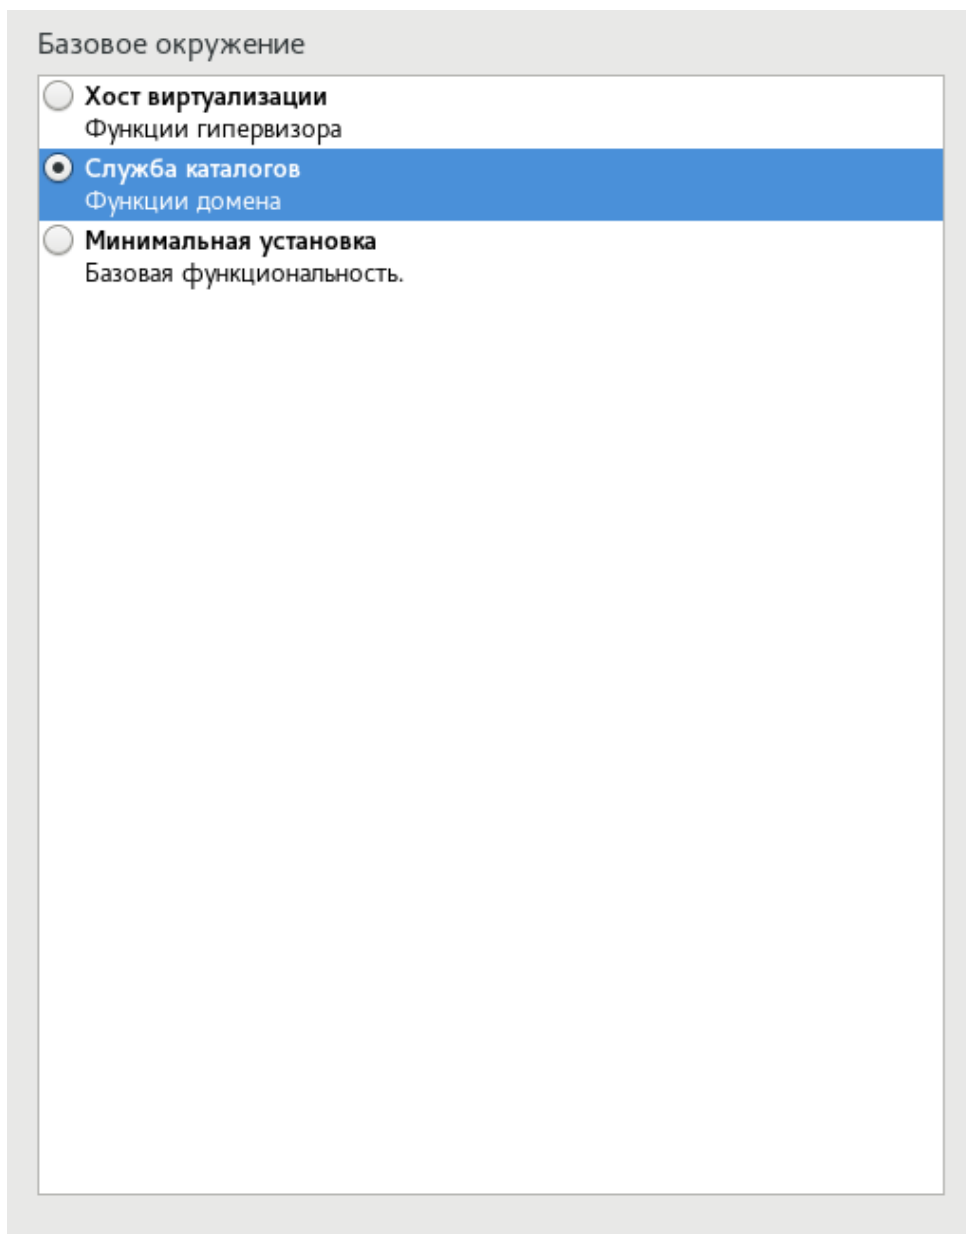 Базовое окружение
Хост виртуализации
Функции гипервизора
Служба каталогов
Функции домена
Минимальная установка
Базовая функциональность.